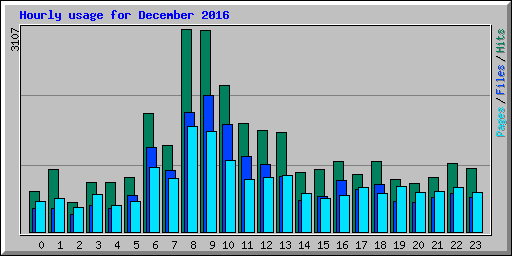 Hourly usage for December 2016
3107
Pages/Files/Hits
0 1 2 3 4 5 6 7 8 9 10 11 12 13 14 15 16 17 18 19 20 21 22 23